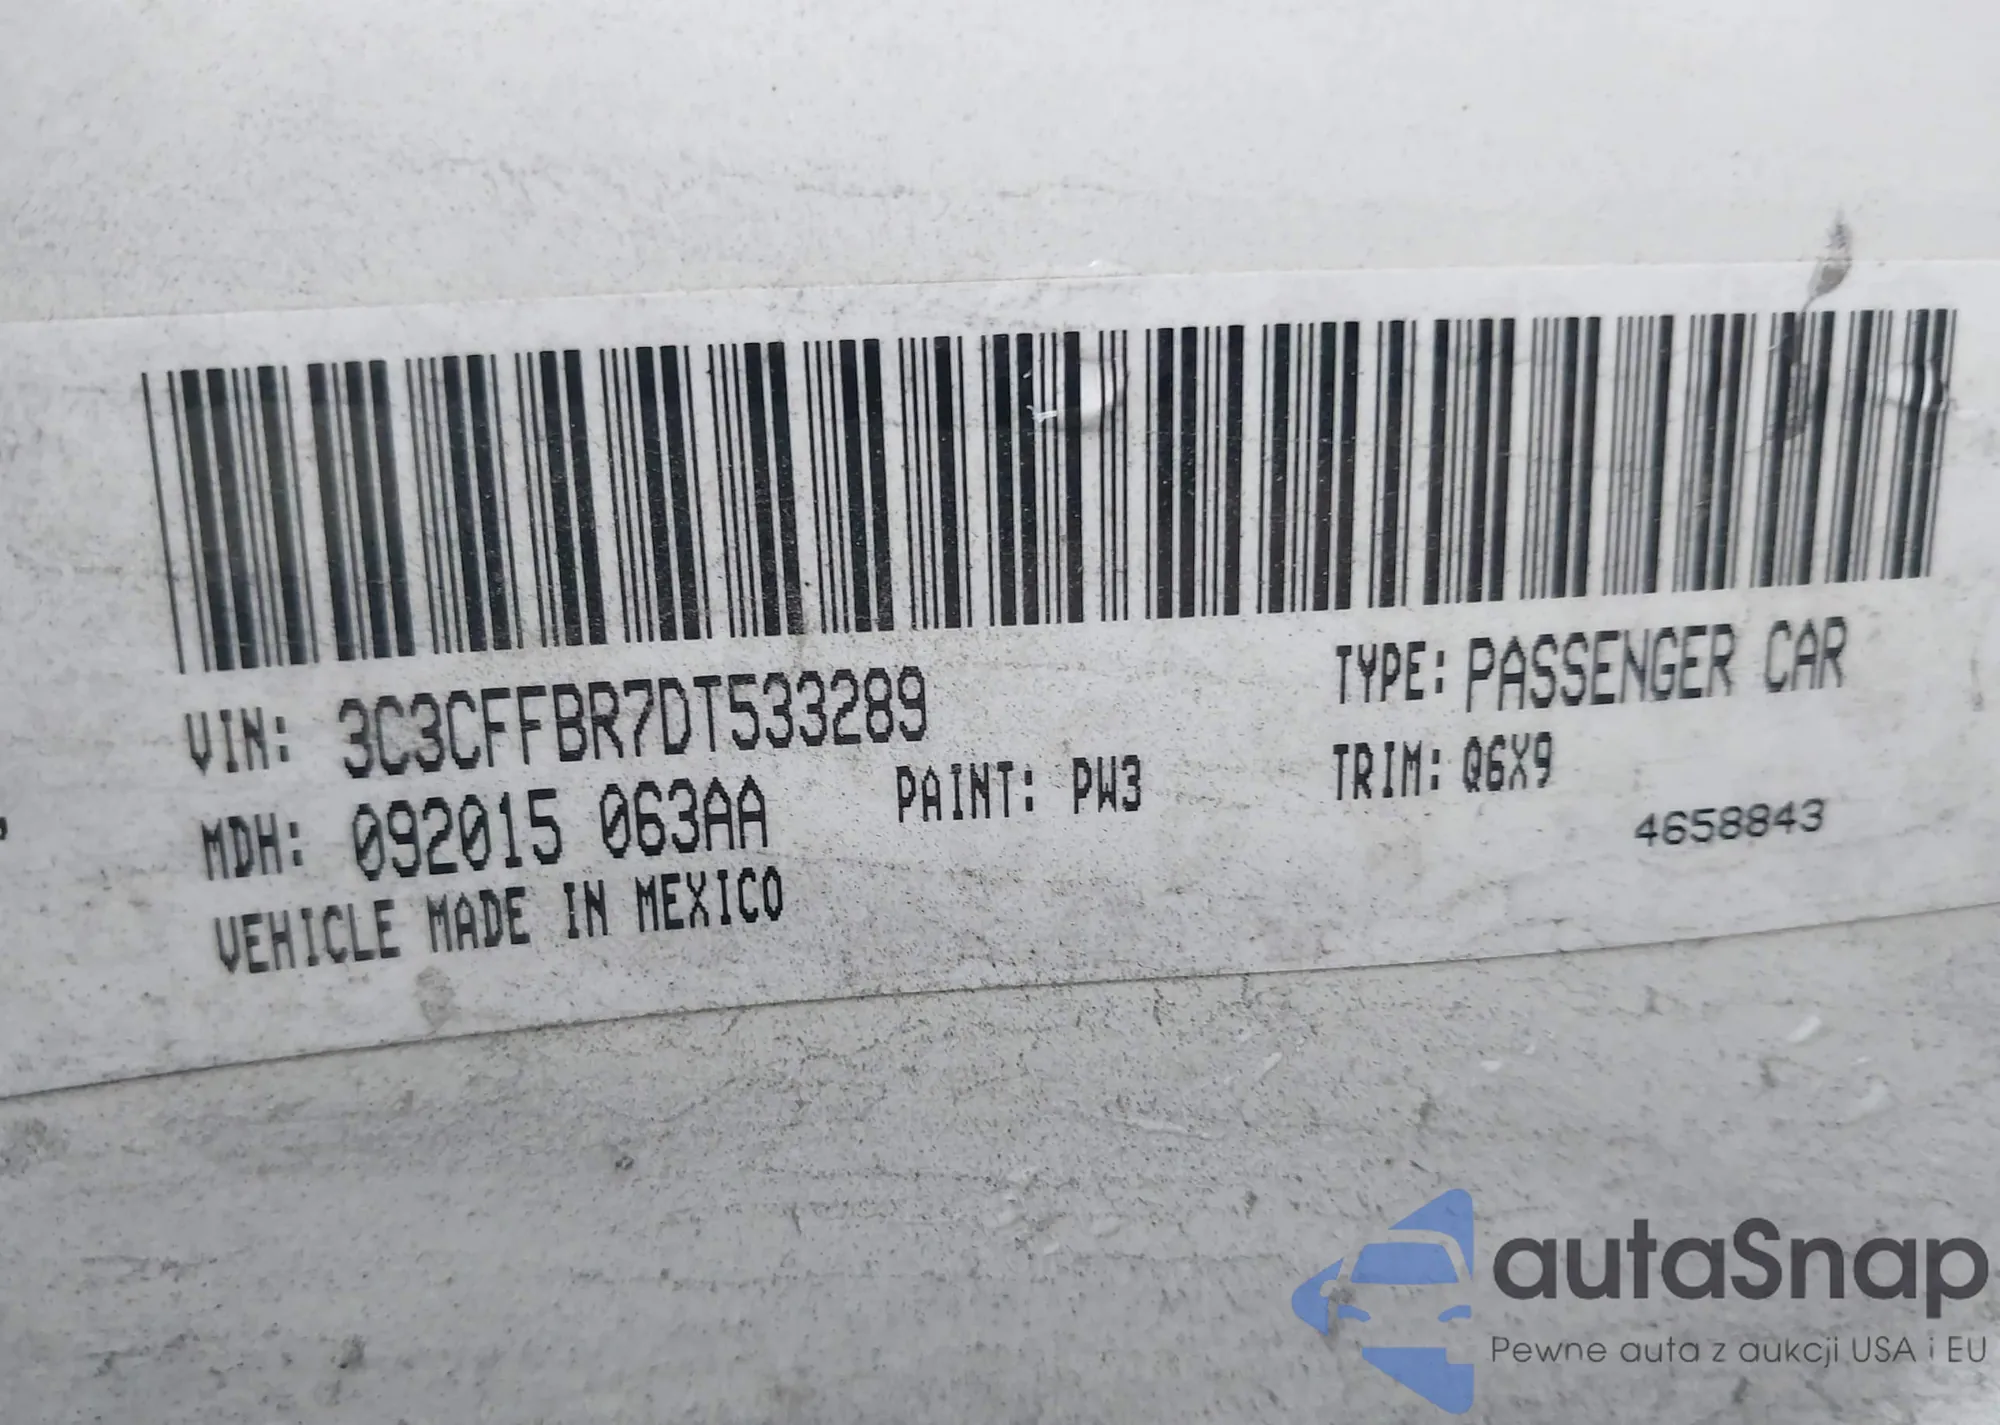 VIN: 3C3CFFBR7DT533289
TYPE: PASSENGER CAR
MDH: 092015 063AA
PAINT: PW3
TRIM: Q6X9
4658843
VEHICLE MADE IN MEXICO
autaSnap
Pewne auta z aukcji USA i EU